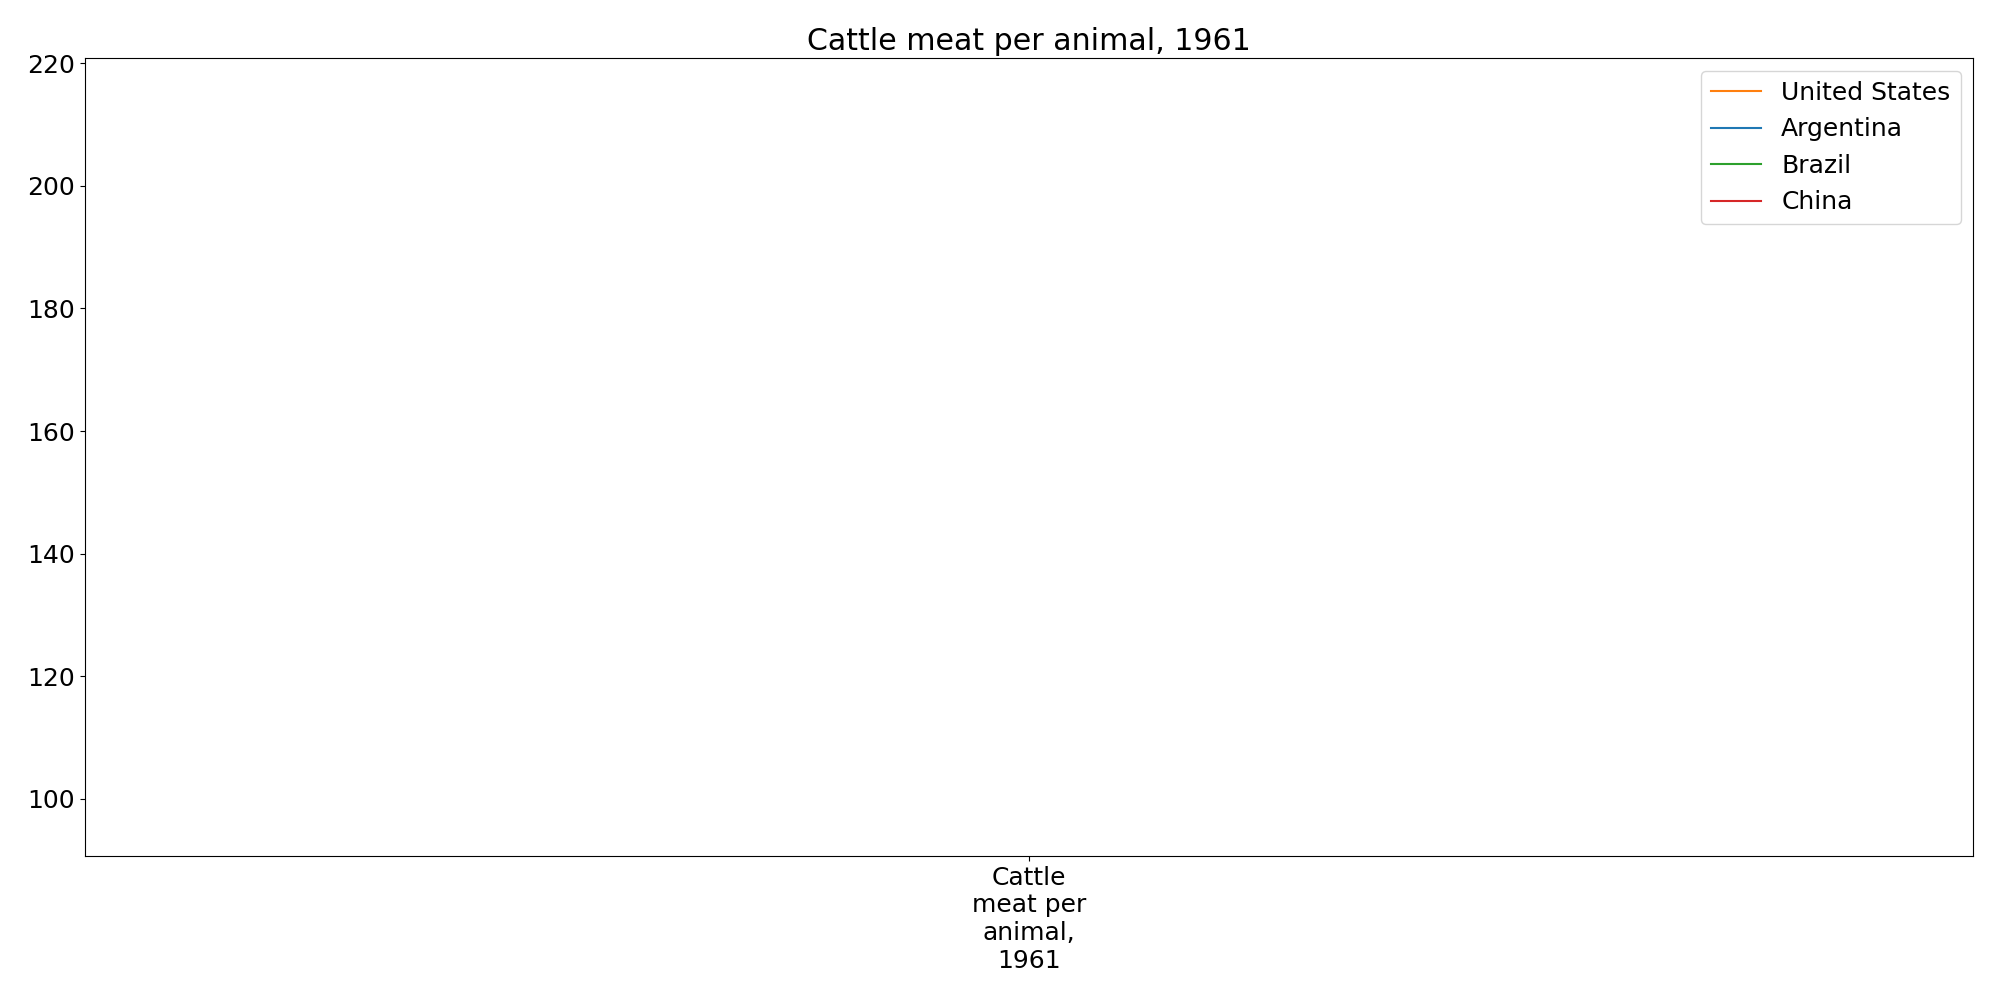 Cattle meat per animal, 1961
220
200
180
160
140
120
100
United States
Argentina
Brazil
China
Cattle
meat per
animal,
1961